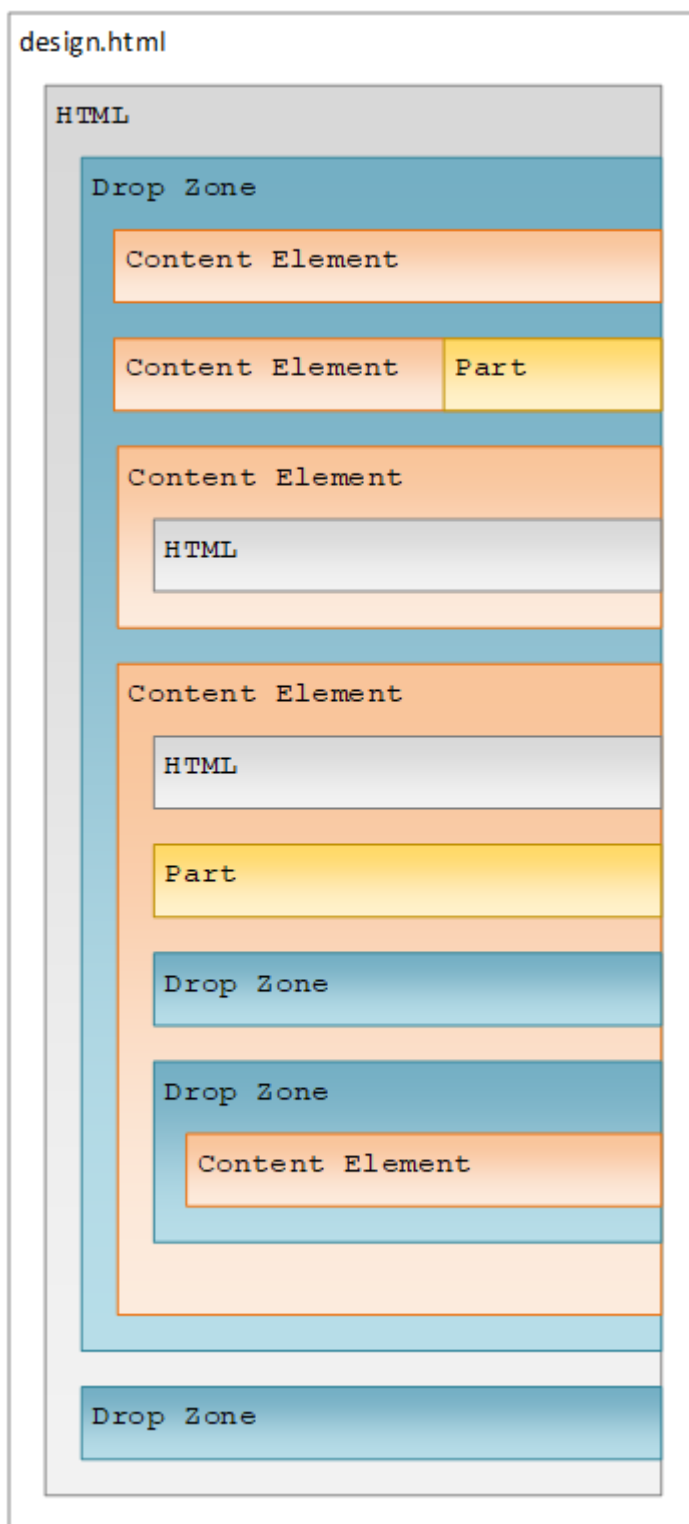 design.html
HTML
Drop Zone
Content Element
Content Element Part
Content Element
HTML
Content Element
HTML
Part
Drop Zone
Drop Zone
Content Element
Drop Zone